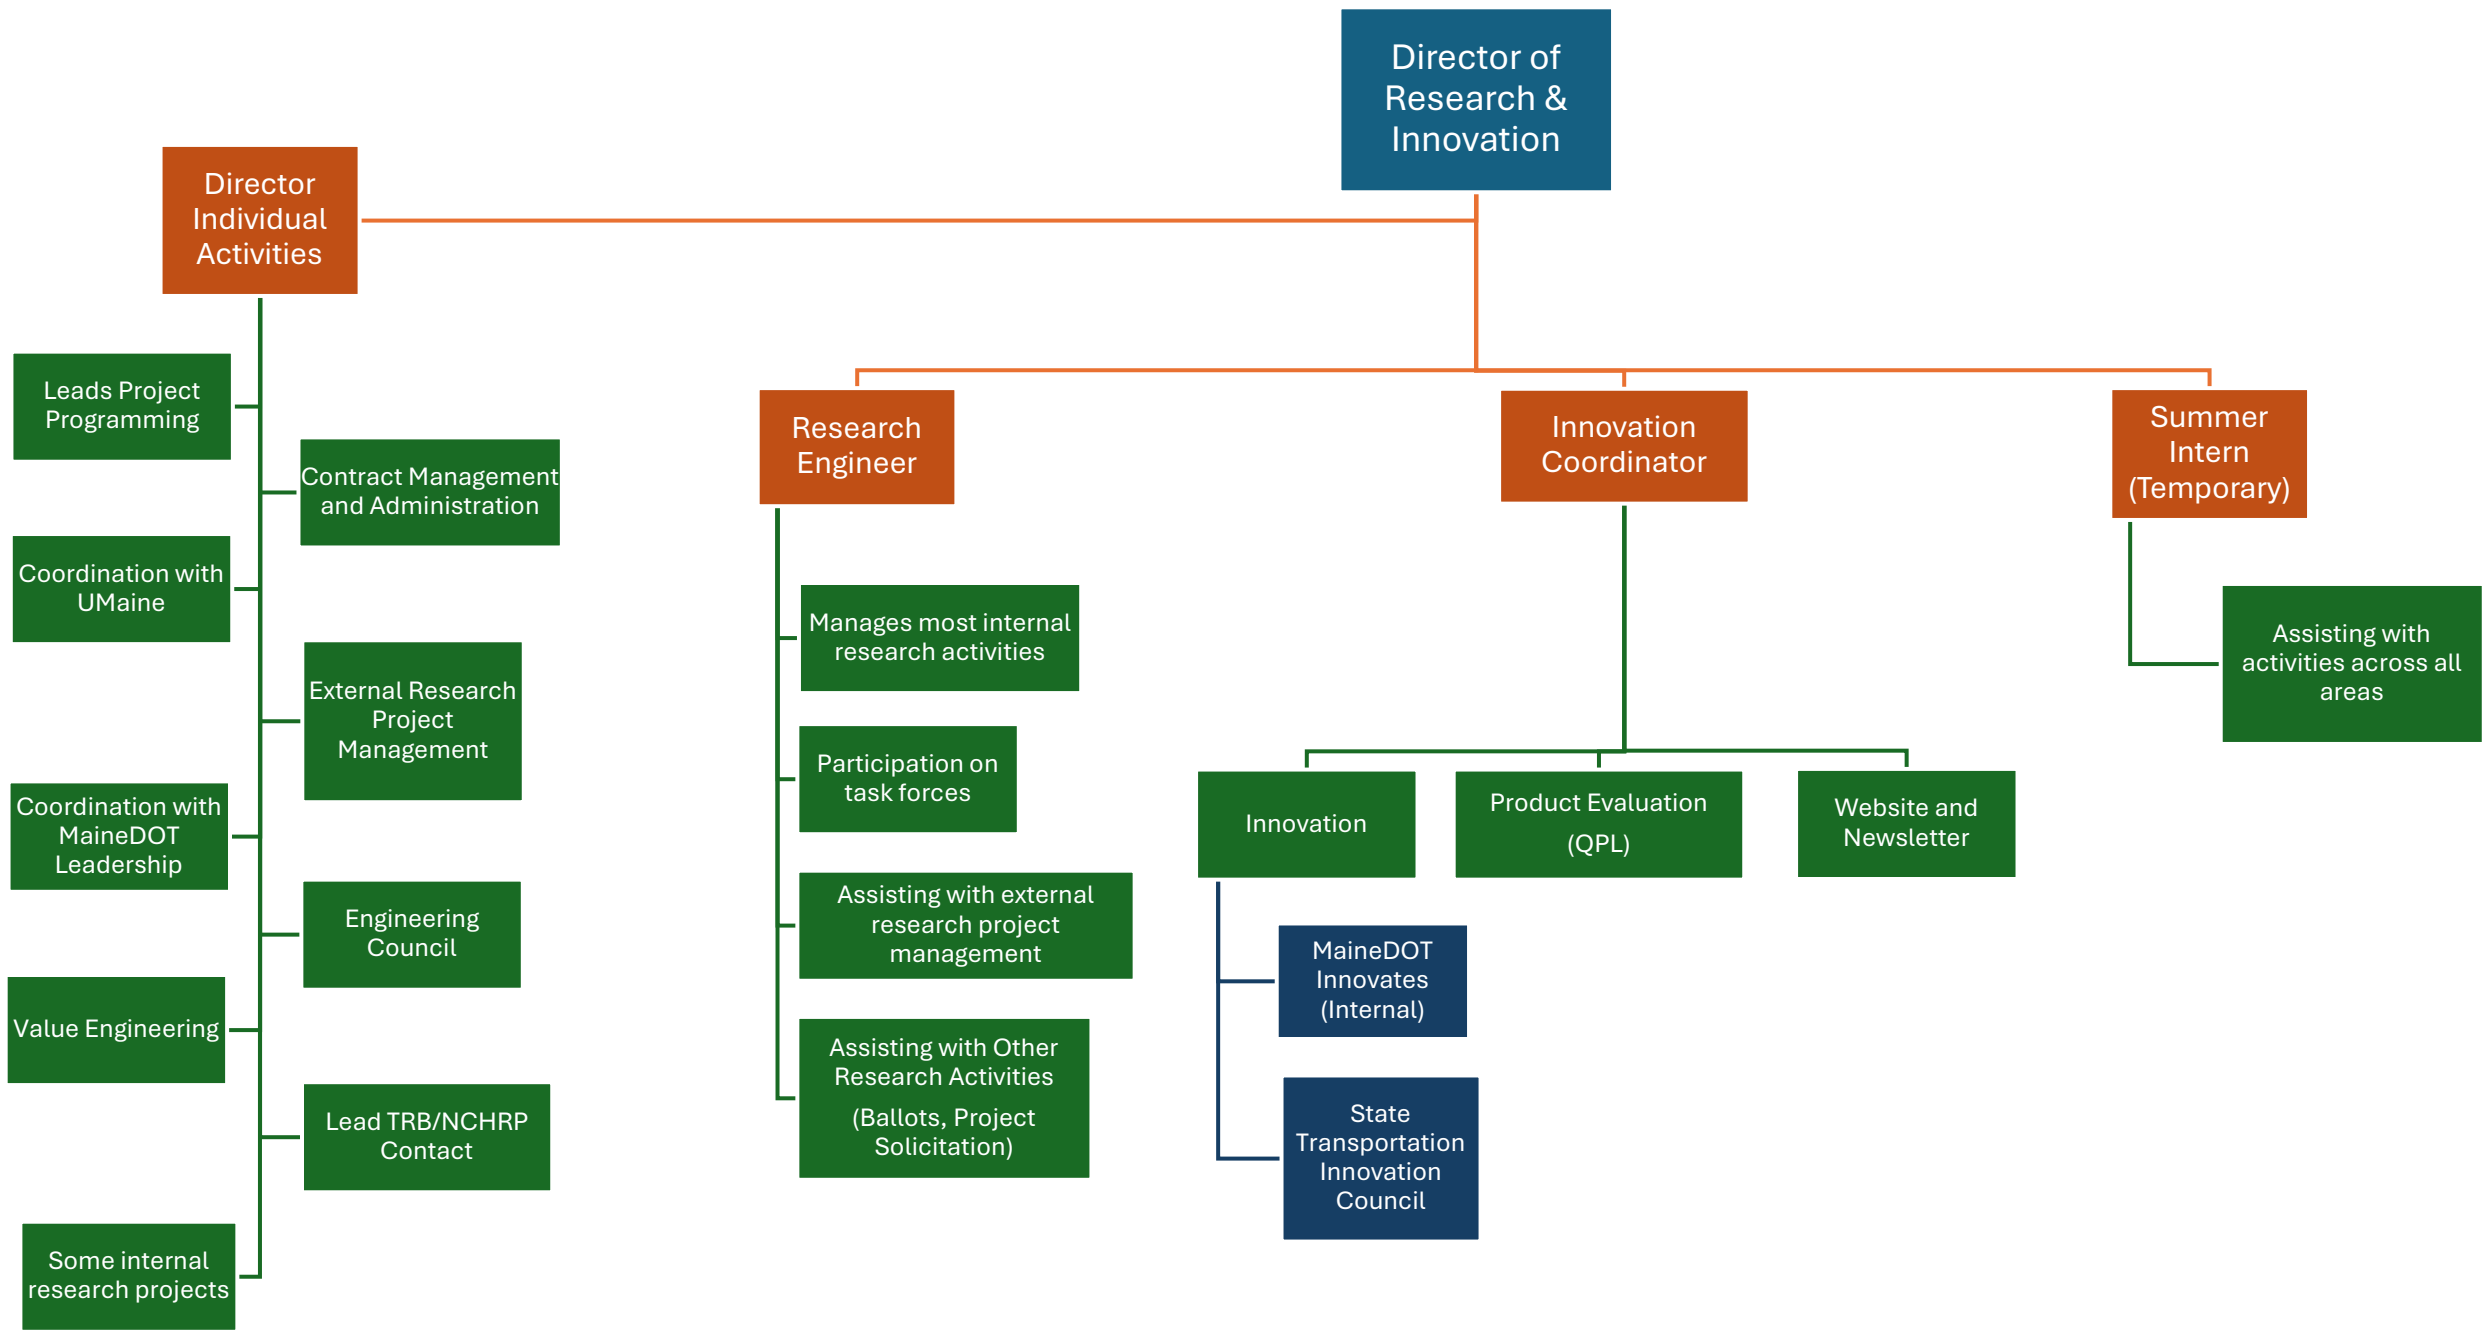 Director of
Research &
Innovation
Director
Individual
Activities
Leads Project
Programming
Contract Management
and Administration
Coordination with
UMaine
External Research
Project
Management
Coordination with
MaineDOT
Leadership
Engineering
Council
Value Engineering
Lead TRB/NCHRP
Contact
Some internal
research projects
Research
Engineer
Manages most internal
research activities
Participation on
task forces
Assisting with external
research project
management
Assisting with Other
Research Activities
(Ballots, Project
Solicitation)
Innovation
Coordinator
Innovation
MaineDOT
Innovates
(Internal)
State
Transportation
Innovation
Council
Product Evaluation
(QPL)
Website and
Newsletter
Summer
Intern
(Temporary)
Assisting with
activities across all
areas